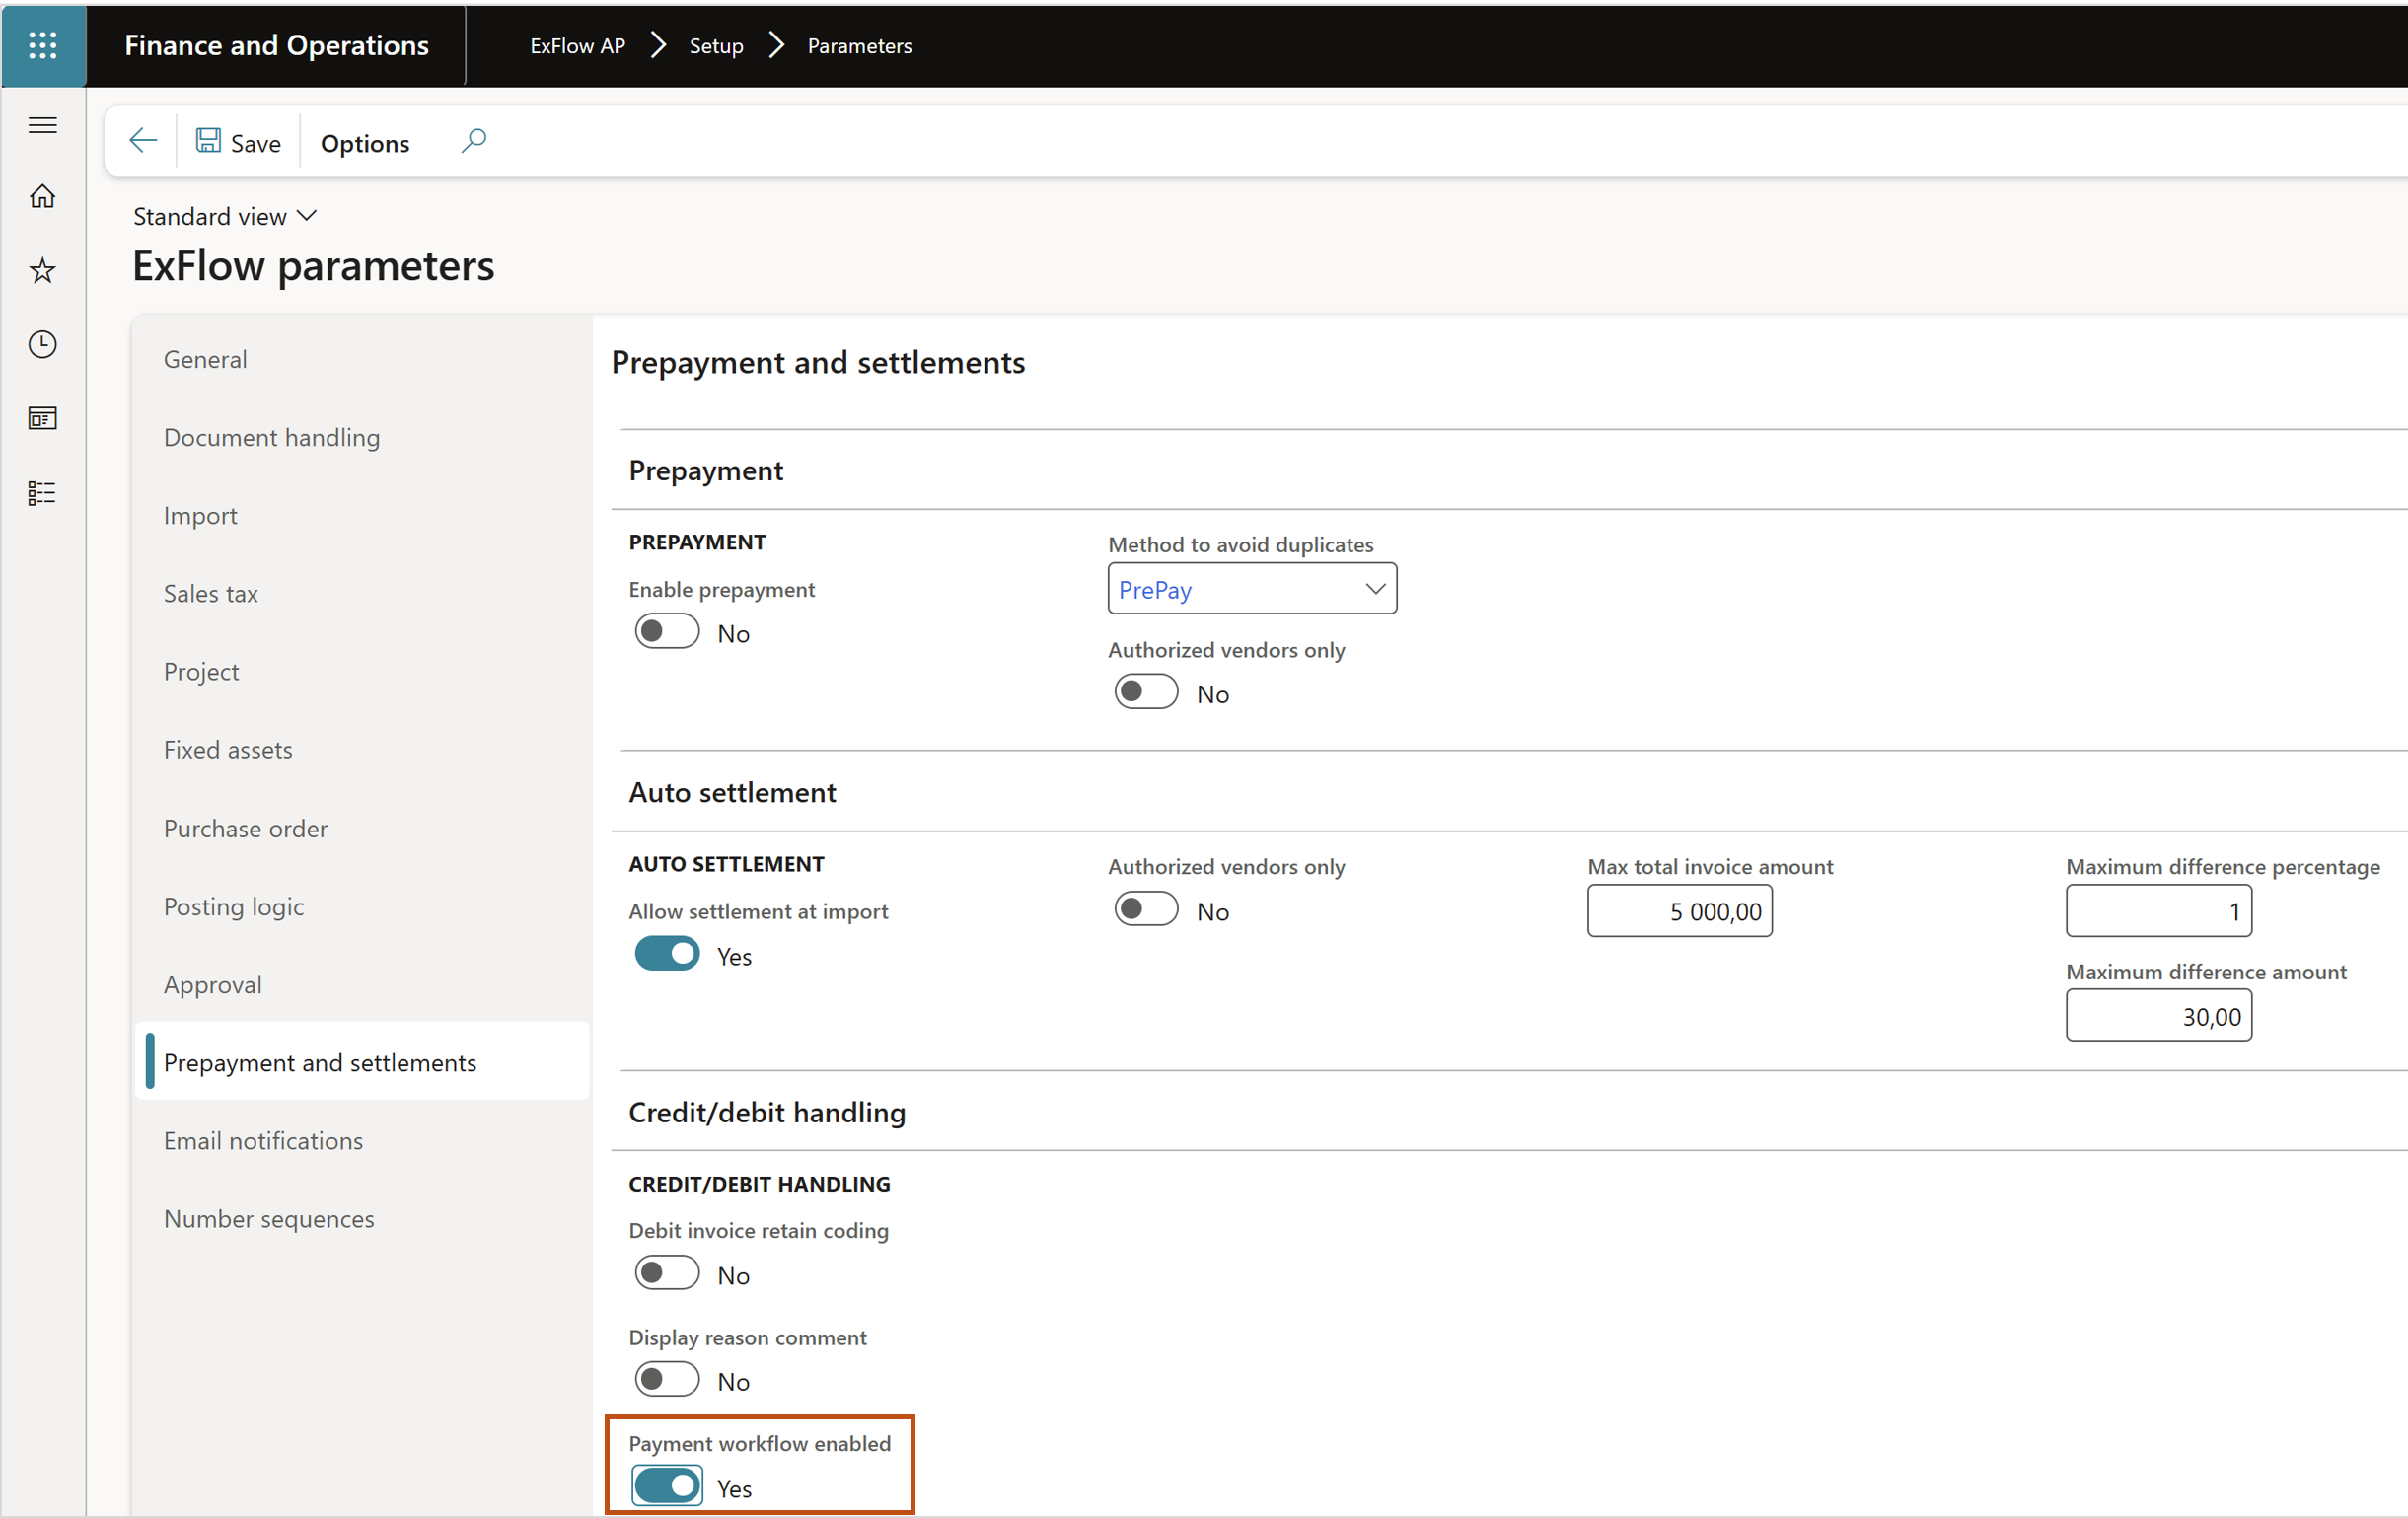 Finance and Operations
ExFlow AP
Setup
Parameters
Save
Options
Standard view
ExFlow parameters
General
Document handling
Import
Sales tax
Project
Fixed assets
Purchase order
Posting logic
Approval
Prepayment and settlements
Email notifications
Number sequences
Prepayment and settlements
Prepayment
PREPAYMENT
Enable prepayment
No
Method to avoid duplicates
PrePay
Authorized vendors only
No
Auto settlement
AUTO SETTLEMENT
Allow settlement at import
Yes
Authorized vendors only
No
Max total invoice amount
5 000,00
Maximum difference percentage
1
Maximum difference amount
30,00
Credit/debit handling
CREDIT/DEBIT HANDLING
Debit invoice retain coding
No
Display reason comment
No
Payment workflow enabled
Yes